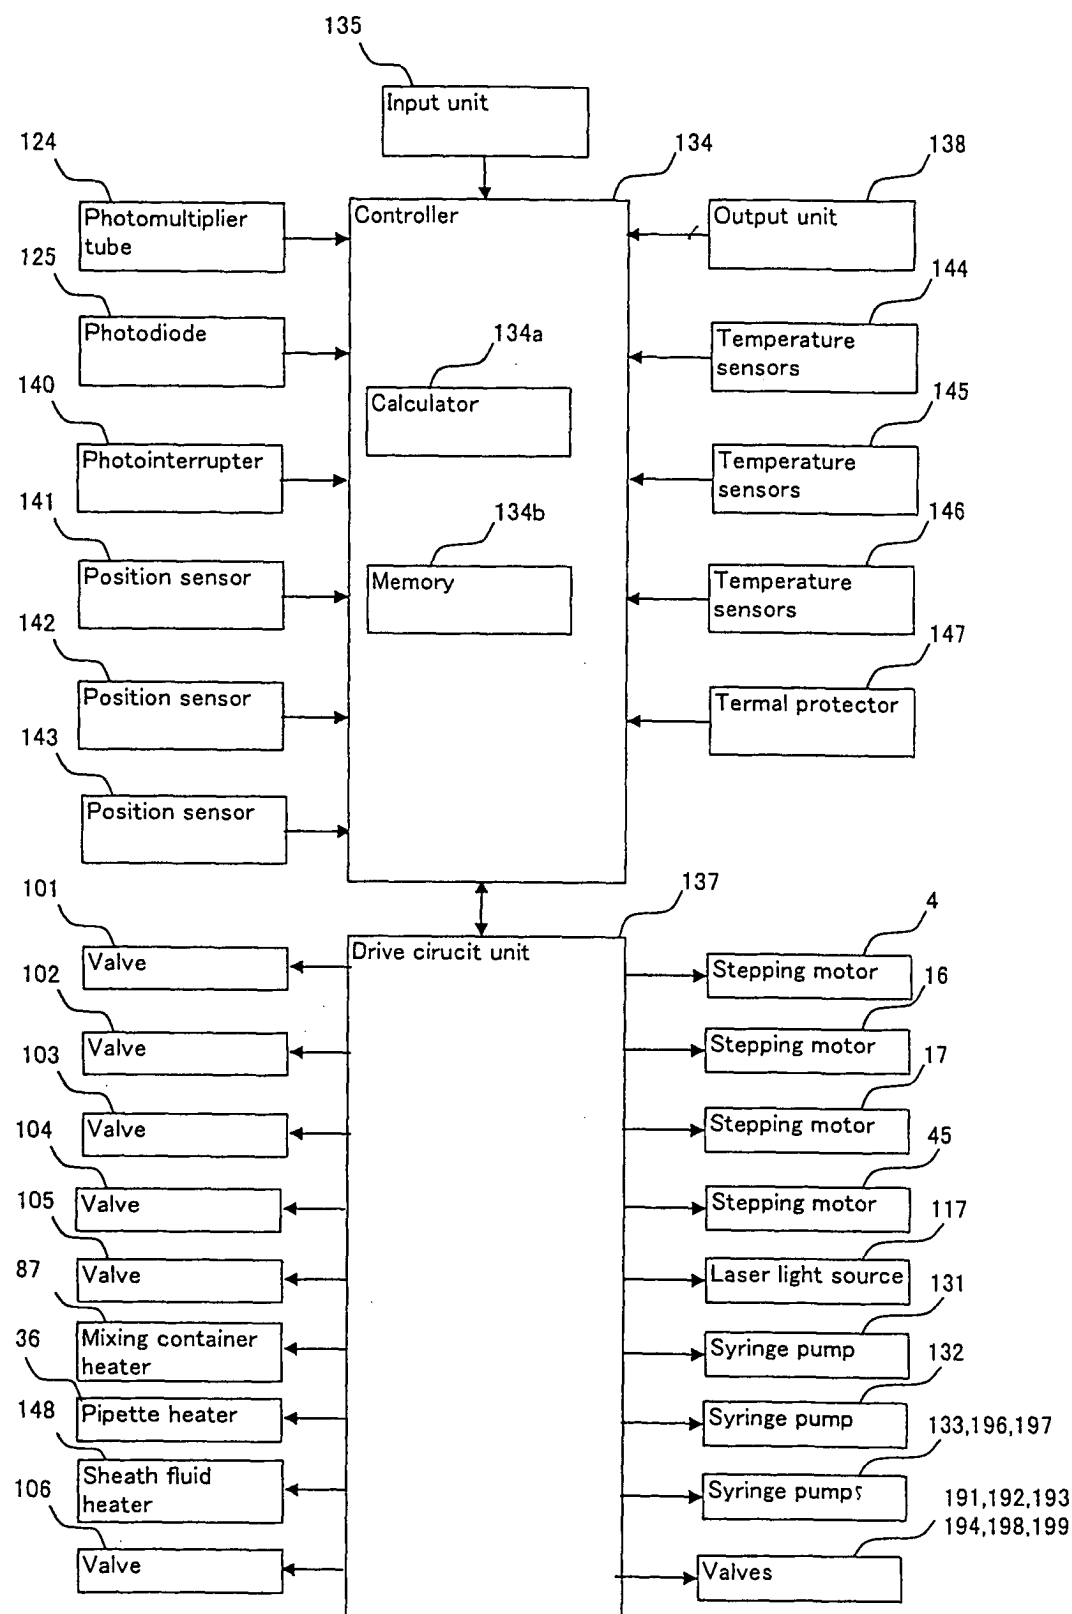 135
Input unit
124
134
138
Photomultiplier
tube
Controller
Output unit
125
144
Photodiode
134a
Temperature
sensors
140
Calculator
145
Photointerrupter
Temperature
sensors
141
134b
146
Position sensor
Memory
Temperature
sensors
142
147
Position sensor
Termal protector
143
Position sensor
101
137
4
Valve
Drive cirucit unit
Stepping motor
102
16
Valve
Stepping motor
103
17
Valve
Stepping motor
104
45
Valve
Stepping motor
105
117
Valve
Laser light source
87
131
Mixing container
heater
Syringe pump
36
132
Pipette heater
Syringe pump
148
133,196,197
Sheath fluid
heater
Syringe pumps
106
191,192,193
194,198,199
Valve
Valves